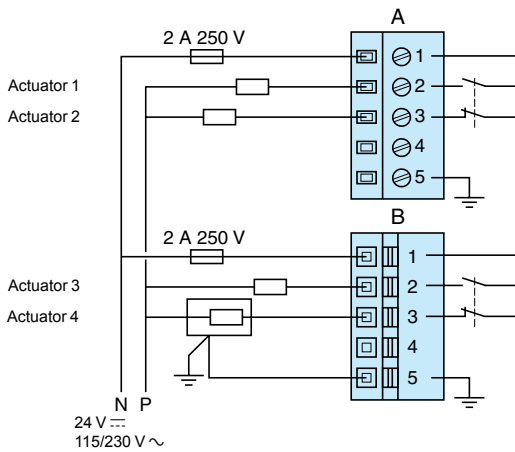 A
2 A 250 V
1
Actuator 1
2
Actuator 2
3
4
5
B
2 A 250 V
1
Actuator 3
2
Actuator 4
3
4
5
N P
24 V ⎓
115/230 V ∿